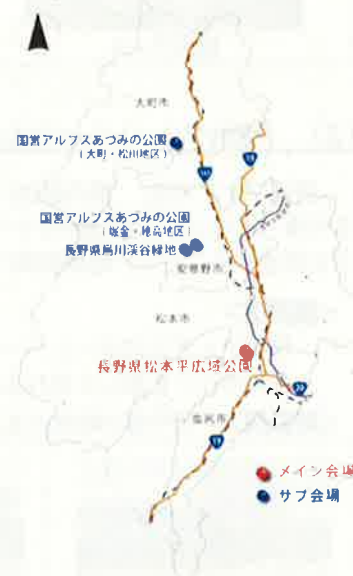 大町市
国営アルプスあづみの公園
(大町・松川地区)
19
147
国営アルプスあづみの公園
(堀金・穂高地区)
長野県烏川渓谷緑地
安曇野市
松本市
長野県松本平広域公園
20
塩尻市
19
メイン会場
サブ会場